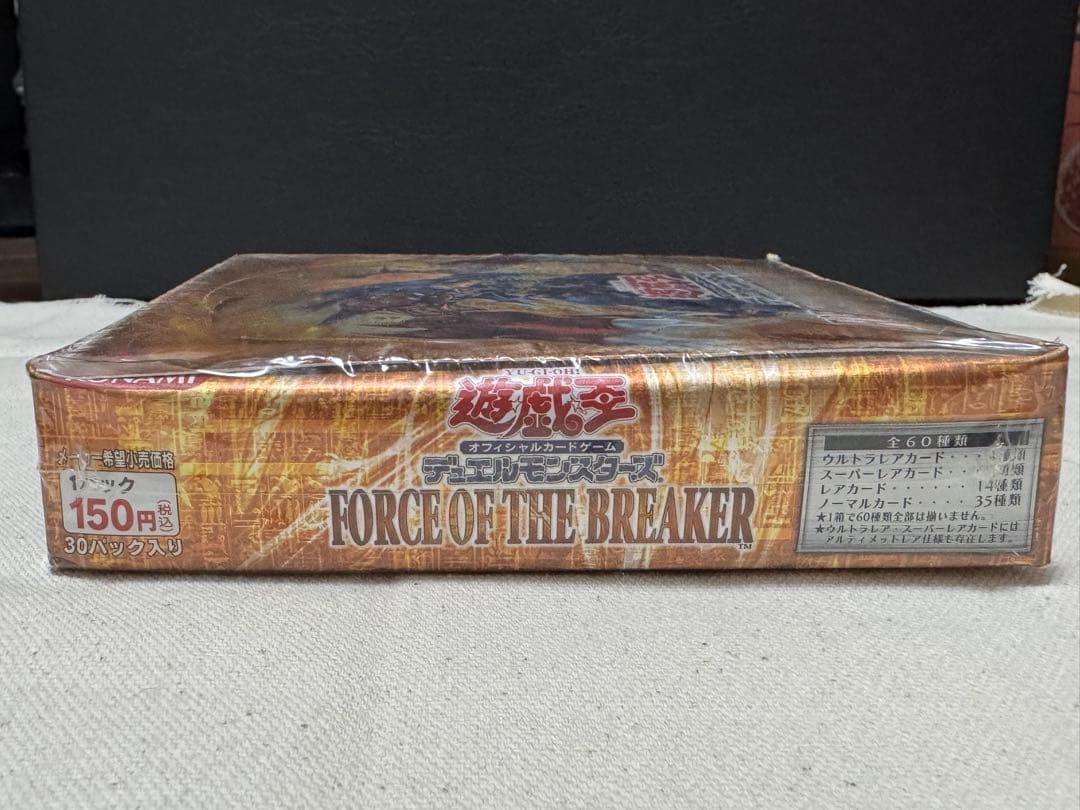 KONAMI
YU-GI-OH!
遊戯王
オフィシャルカードゲーム
デュエルモンスターズ
FORCE OF THE BREAKER™
メーカー希望小売価格
1パック
150円(税込)
30パック入り
全60種類
ウルトラレアカード・・・
スーパーレアカード・・・
レアカード・・・・・・14種類
ノーマルカード・・・・35種類
★1箱で60種類全部は揃いません。
★ウルトラレア・スーパーレアカードには
アルティメットレア仕様も存在します。